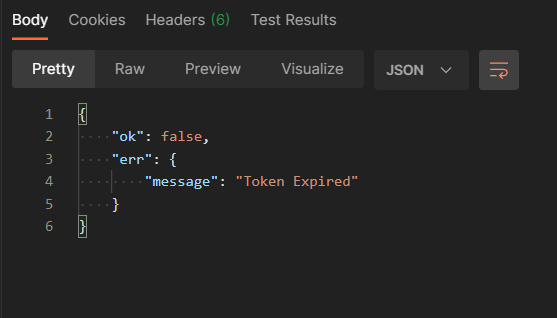 Body Cookies Headers (6) Test Results
Pretty Raw Preview Visualize JSON
1 {
2 "ok": false,
3 "err": {
4 "message": "Token Expired"
5 }
6 }